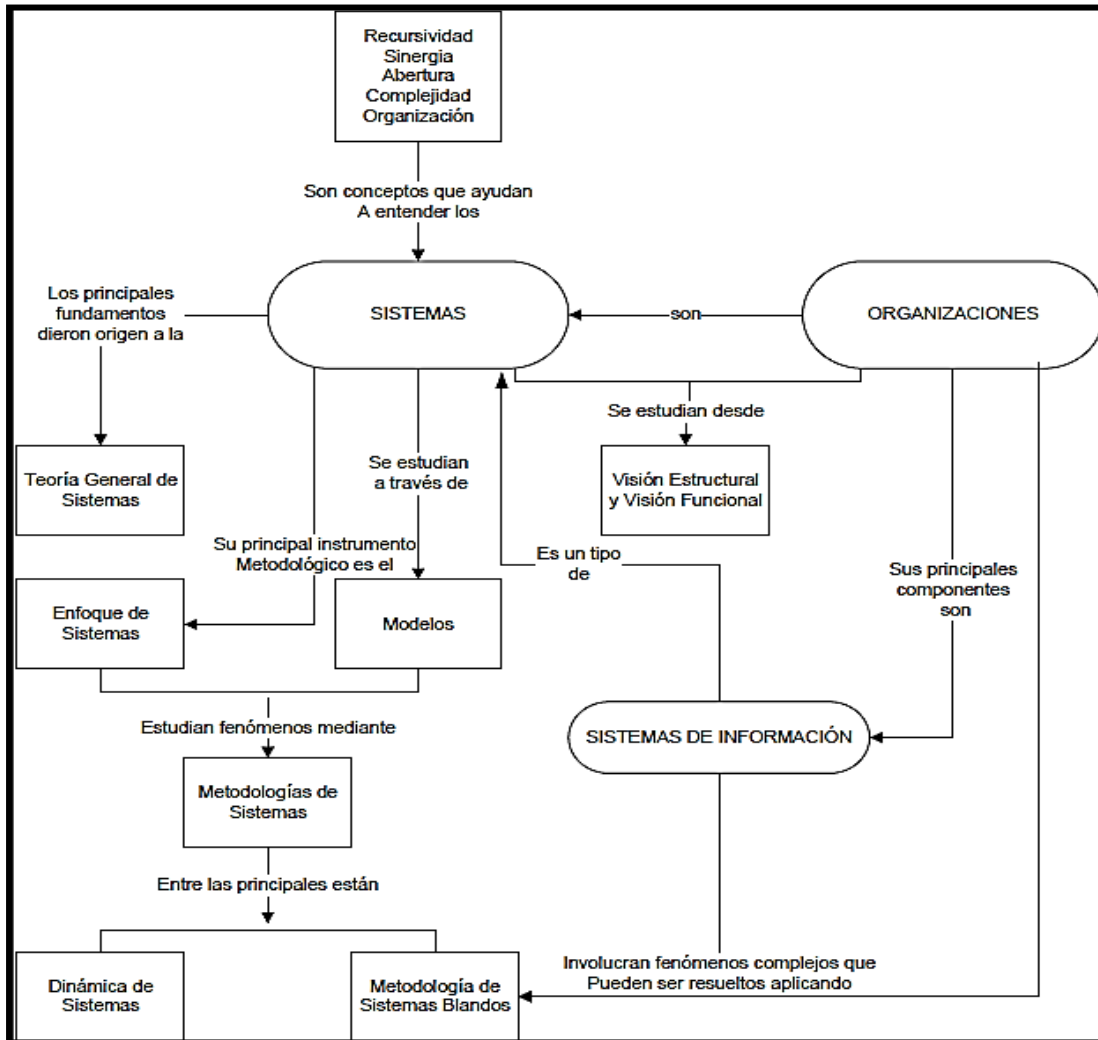 Recursividad
Sinergia
Abertura
Complejidad
Organización
Son conceptos que ayudan
A entender los
Los principales
fundamentos
dieron origen a la
SISTEMAS
son
ORGANIZACIONES
Se estudian desde
Teoría General de
Sistemas
Se estudian
a través de
Visión Estructural
y Visión Funcional
Su principal instrumento
Metodológico es el
Es un tipo
de
Sus principales
componentes
son
Enfoque de
Sistemas
Modelos
Estudian fenómenos mediante
SISTEMAS DE INFORMACIÓN
Metodologías de
Sistemas
Entre las principales están
Dinámica de
Sistemas
Metodología de
Sistemas Blandos
Involucran fenómenos complejos que
Pueden ser resueltos aplicando